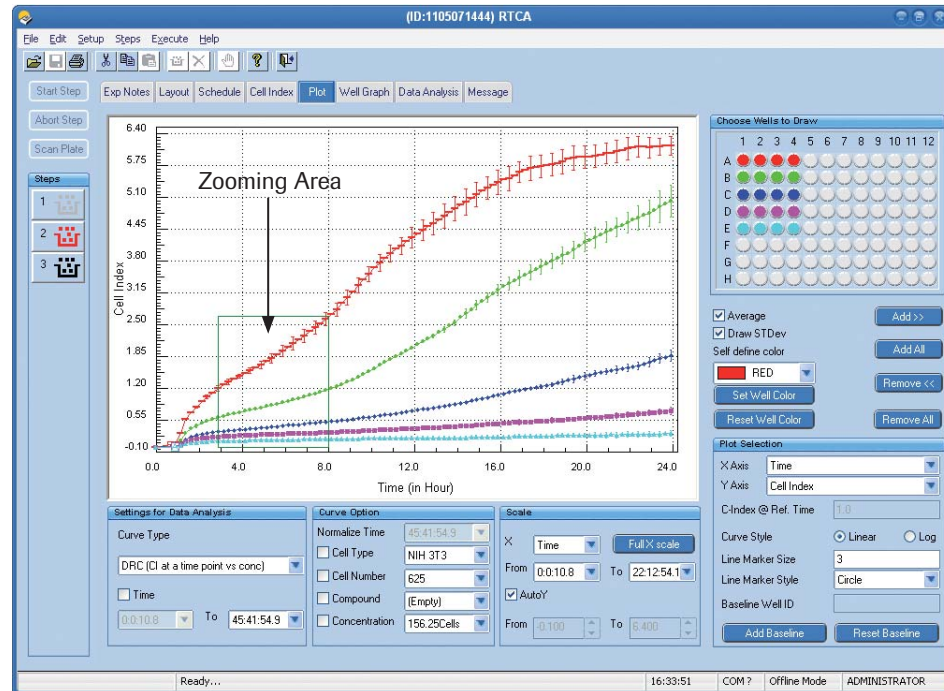 (ID:1105071444) RTCA
File Edit Setup Steps Execute Help
Start Step
Abort Step
Scan Plate
Steps
1
2
3
Exp Notes Layout Schedule Cell Index Plot Well Graph Data Analysis Message
6.40
5.75
5.10
4.45
3.80
3.15
2.50
1.85
1.20
0.55
-0.10
Cell Index
Zooming Area
0.0 4.0 8.0 12.0 16.0 20.0 24.0
Time (in Hour)
Choose Wells to Draw
1 2 3 4 5 6 7 8 9 10 11 12
A
B
C
D
E
F
G
H
Average
Draw STDev
Self define color
RED
Set Well Color
Reset Well Color
Add >>
Add All
Remove <<
Remove All
Plot Selection
X Axis Time
Y Axis Cell Index
C-Index @ Ref. Time 1.0
Curve Style Linear Log
Line Marker Size 3
Line Marker Style Circle
Baseline Well ID
Add Baseline Reset Baseline
Settings for Data Analysis
Curve Type
DRC (CI at a time point vs conc)
Time
0:0:10.8 To 45:41:54.9
Curve Option
Normalize Time 45:41:54.9
Cell Type NIH 3T3
Cell Number 625
Compound (Empty)
Concentration 156.25Cells
Scale
X Time Full X scale
From 0:0:10.8 To 22:12:54.1
AutoY
From -0.100 To 6.400
Ready... 16:33:51 COM ? Offline Mode ADMINISTRATOR